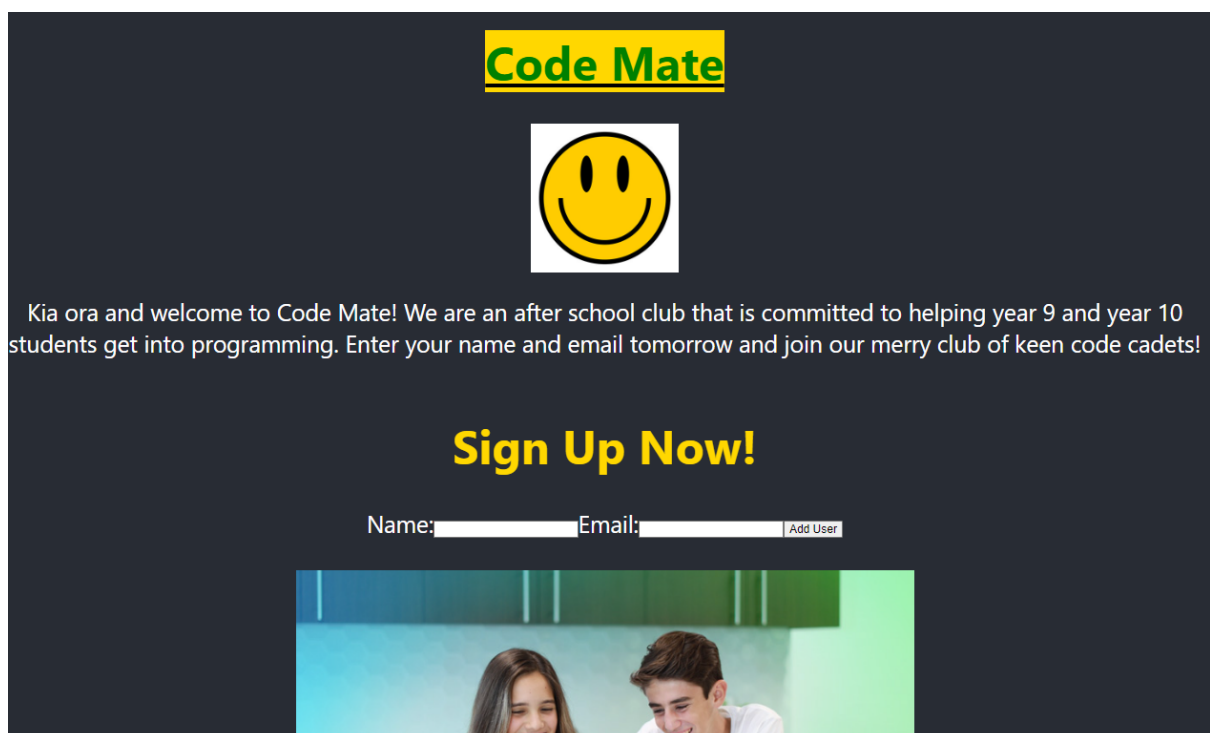 Code Mate
Kia ora and welcome to Code Mate! We are an after school club that is committed to helping year 9 and year 10
students get into programming. Enter your name and email tomorrow and join our merry club of keen code cadets!
Sign Up Now!
Name: Email: Add User